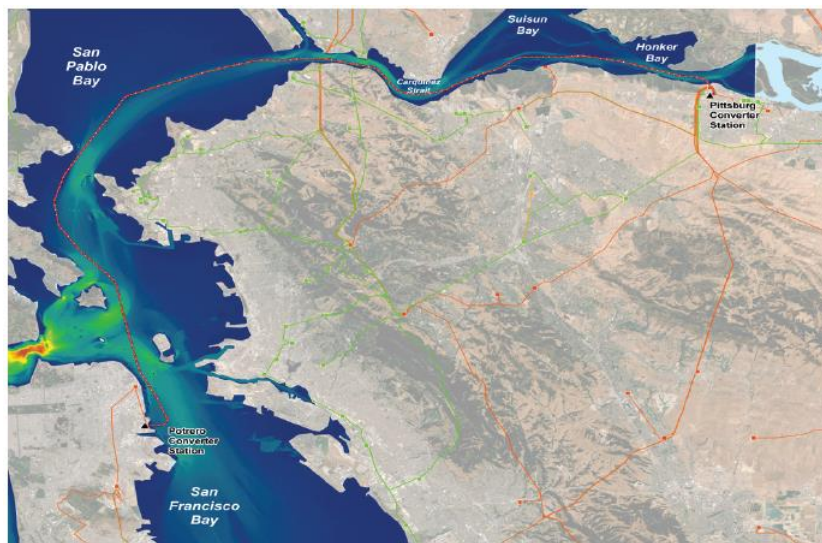 San
Pablo
Bay
Suisun
Bay
Honker
Bay
Carquinez
Strait
Pittsburg
Converter
Station
Potrero
Converter
Station
San
Francisco
Bay